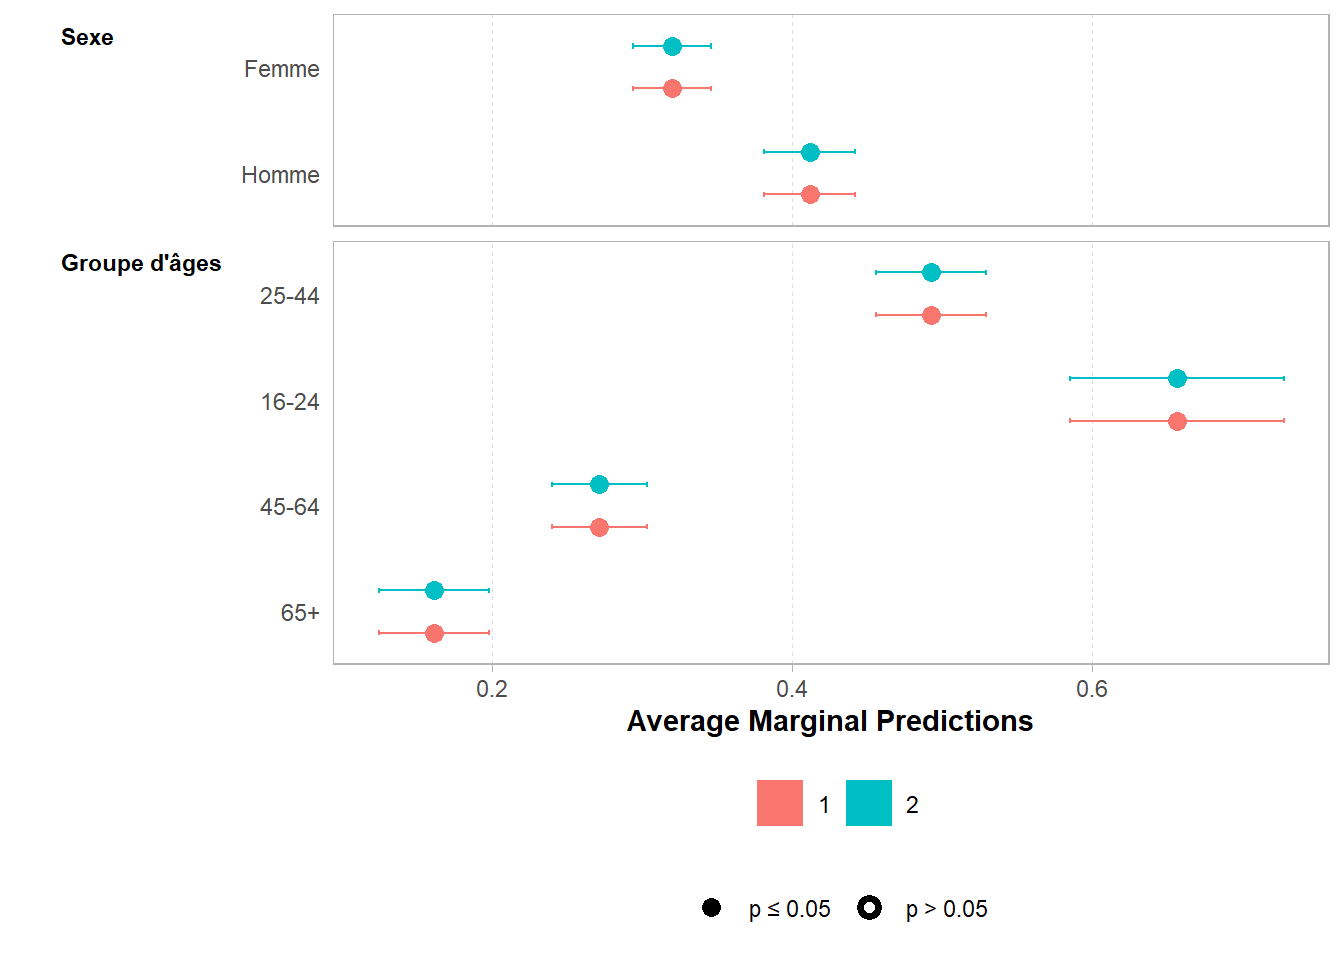 Sexe
Femme
Homme
Groupe d'âges
25-44
16-24
45-64
65+
0.2 0.4 0.6
Average Marginal Predictions
1 2
p ≤ 0.05 p > 0.05